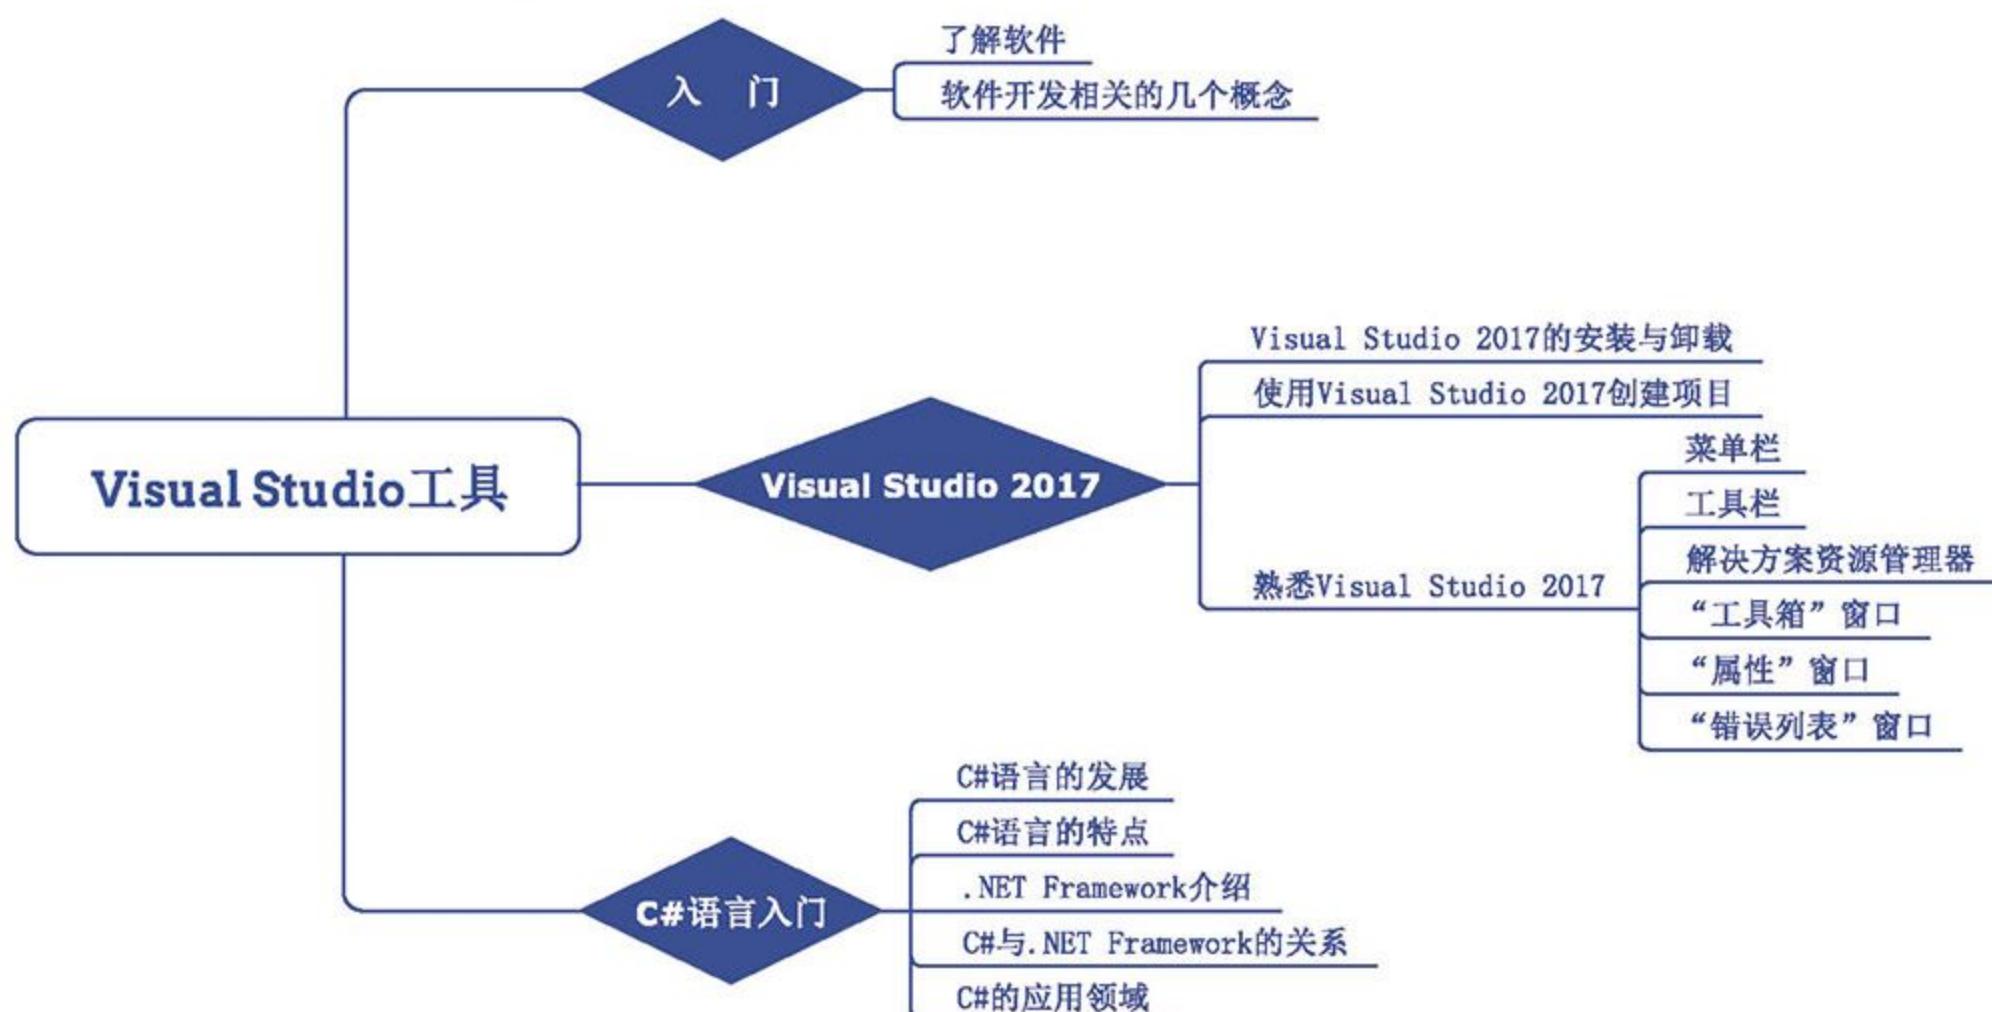 入 门
了解软件
软件开发相关的几个概念
Visual Studio工具
Visual Studio 2017
Visual Studio 2017的安装与卸载
使用Visual Studio 2017创建项目
熟悉Visual Studio 2017
菜单栏
工具栏
解决方案资源管理器
“工具箱”窗口
“属性”窗口
“错误列表”窗口
C#语言入门
C#语言的发展
C#语言的特点
.NET Framework介绍
C#与.NET Framework的关系
C#的应用领域